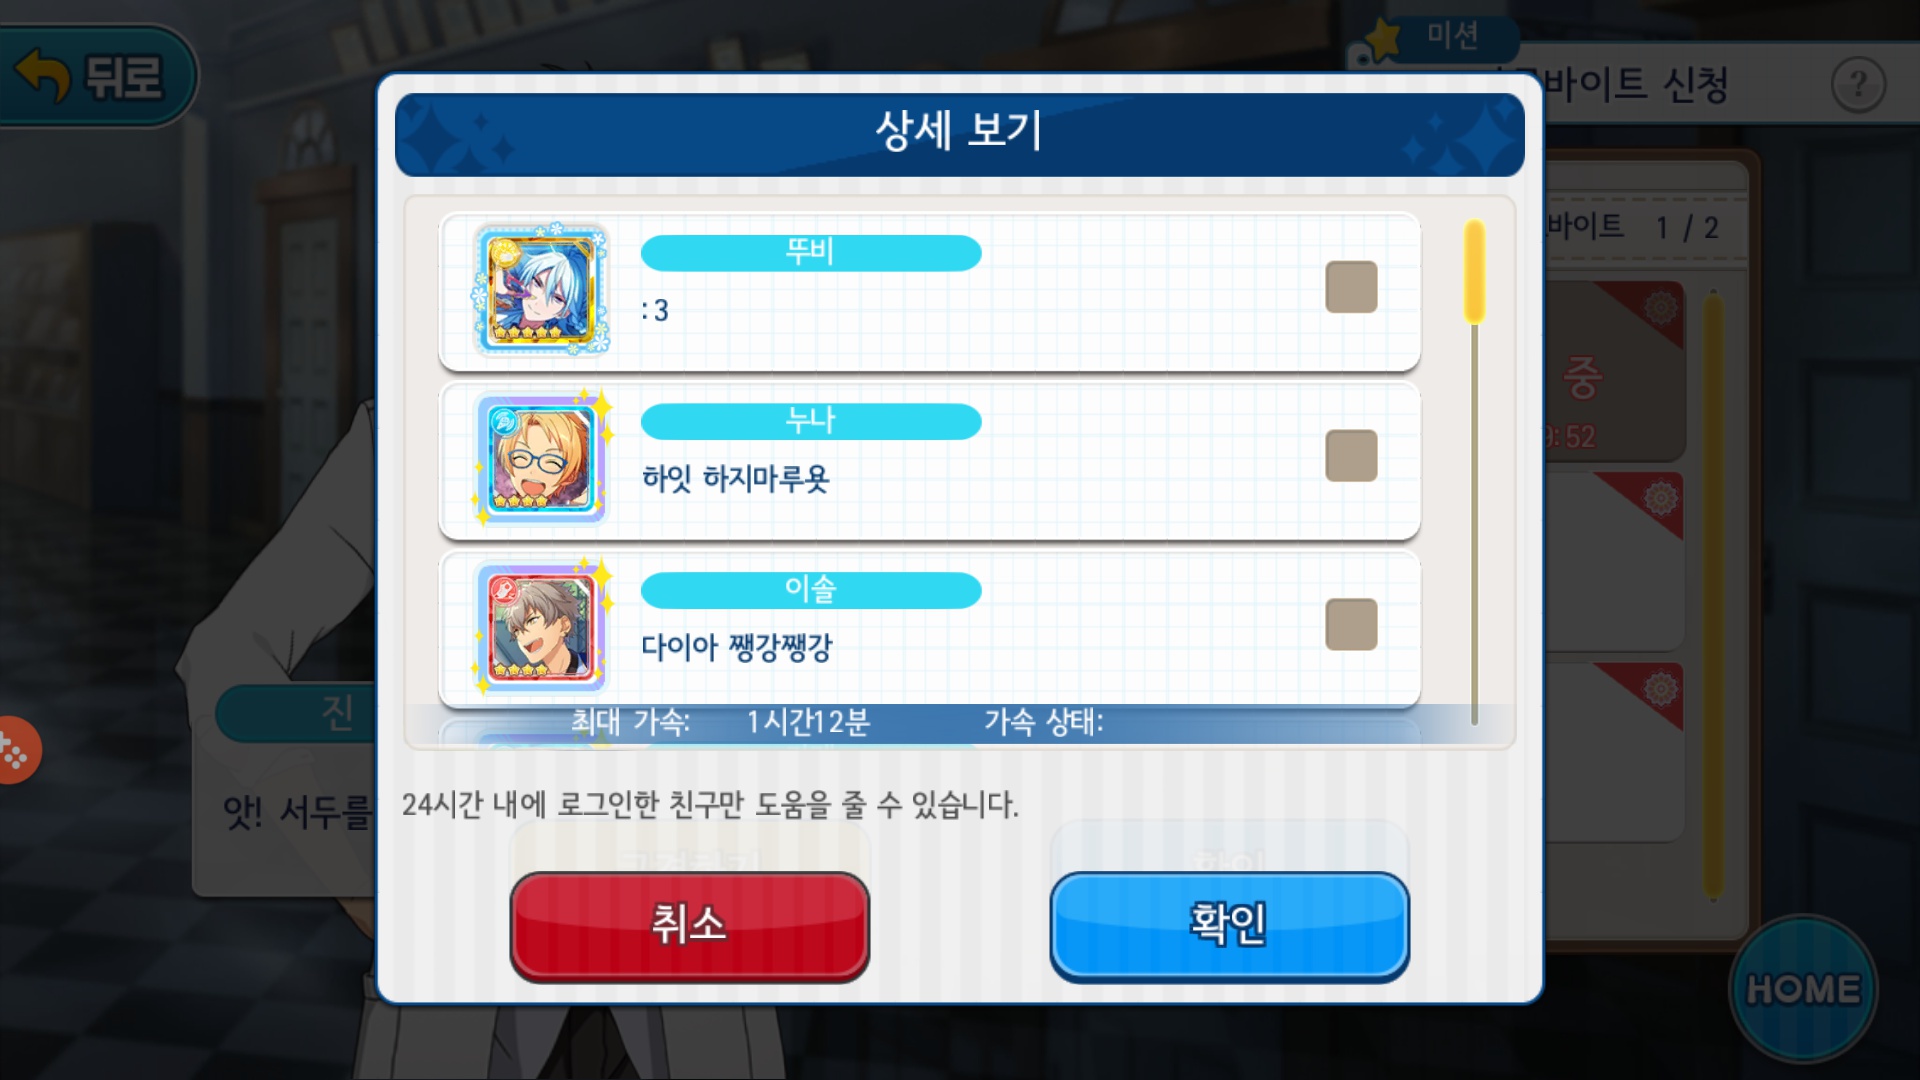 뒤로
미션
바이트 신청
?
상세 보기
뚜비
:3
바이트 1 / 2
누나
하잇 하지마루욧
중
9:52
이솔
다이아 쨍강쨍강
진
최대 가속: 1시간12분 가속 상태:
앗! 서두를
24시간 내에 로그인한 친구만 도움을 줄 수 있습니다.
취소
확인
HOME